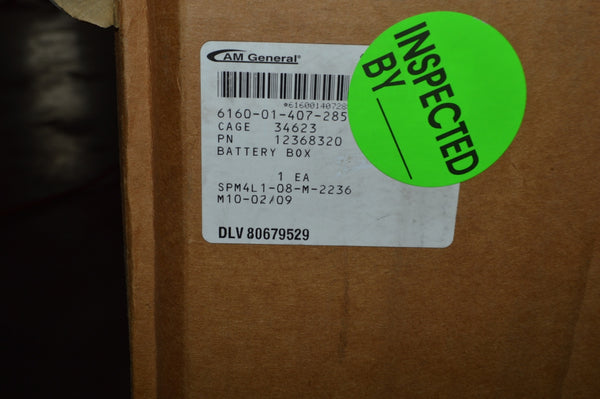 AM General®
*616001407285
6160-01-407-285
CAGE 34623
PN 12368320
BATTERY BOX
1 EA
SPM4L1-08-M-2236
M10-02/09
DLV 80679529
INSPECTED
BY